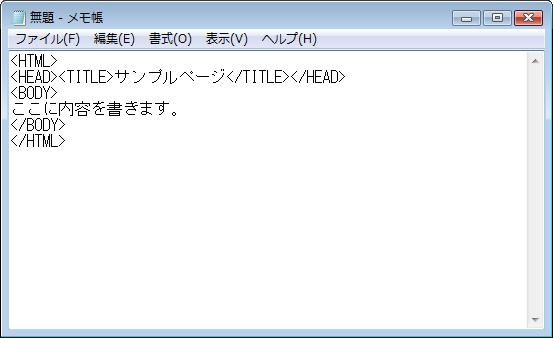 無題 - メモ帳
ファイル(F) 編集(E) 書式(O) 表示(V) ヘルプ(H)
<HTML>
<HEAD><TITLE>サンプルページ</TITLE></HEAD>
<BODY>
ここに内容を書きます。
</BODY>
</HTML>